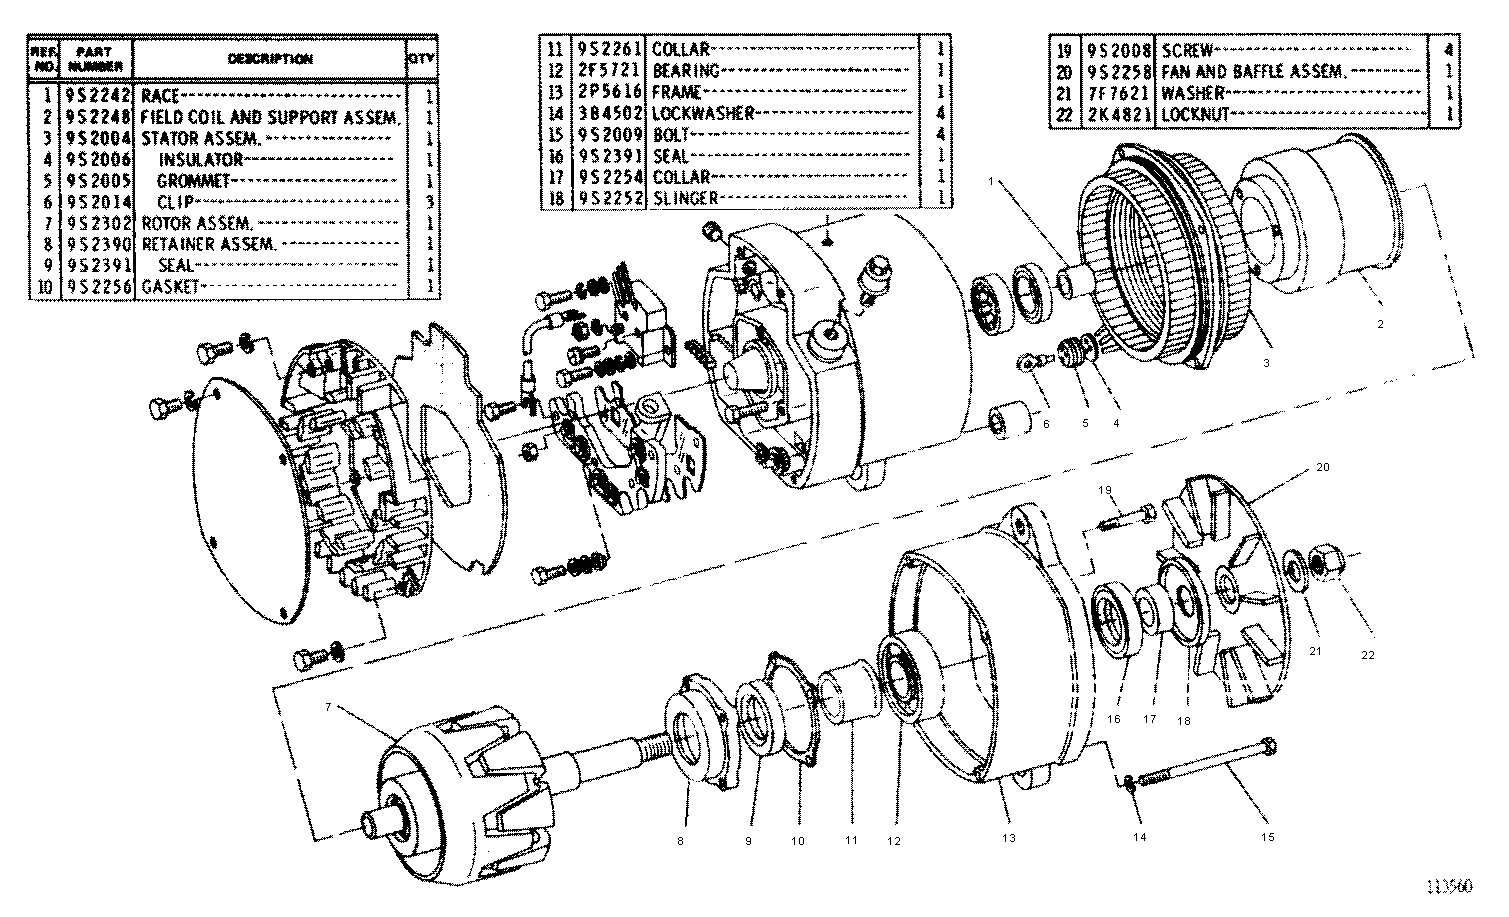 REF. NO. PART NUMBER DESCRIPTION QTY
1 9S2242 RACE 1
2 9S2248 FIELD COIL AND SUPPORT ASSEM. 1
3 9S2004 STATOR ASSEM. 1
4 9S2006 INSULATOR 1
5 9S2005 GROMMET 1
6 9S2014 CLIP 3
7 9S2302 ROTOR ASSEM. 1
8 9S2390 RETAINER ASSEM. 1
9 9S2391 SEAL 1
10 9S2256 GASKET 1
11 9S2261 COLLAR 1
12 2F5721 BEARING 1
13 2P5616 FRAME 1
14 3B4502 LOCKWASHER 4
15 9S2009 BOLT 4
16 9S2391 SEAL 1
17 9S2254 COLLAR 1
18 9S2252 SLINGER 1
19 9S2008 SCREW 4
20 9S2258 FAN AND BAFFLE ASSEM. 1
21 7F7621 WASHER 1
22 2K4821 LOCKNUT 1
1
2
3
6 5 4
19
20
21
22
7
16 17 18
8 9 10 11 12 13 14 15
113560